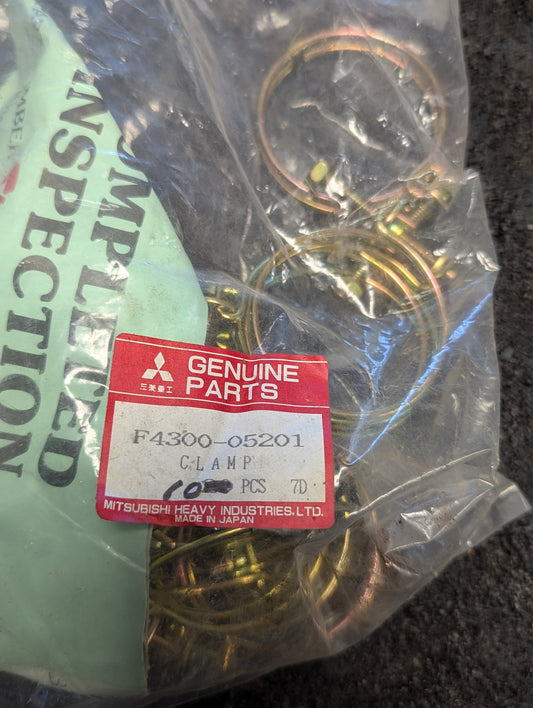 COMPLETED
INSPECTION
三菱重工
GENUINE
PARTS
F4300-05201
CLAMP
10 PCS 7D
MITSUBISHI HEAVY INDUSTRIES, LTD.
MADE IN JAPAN